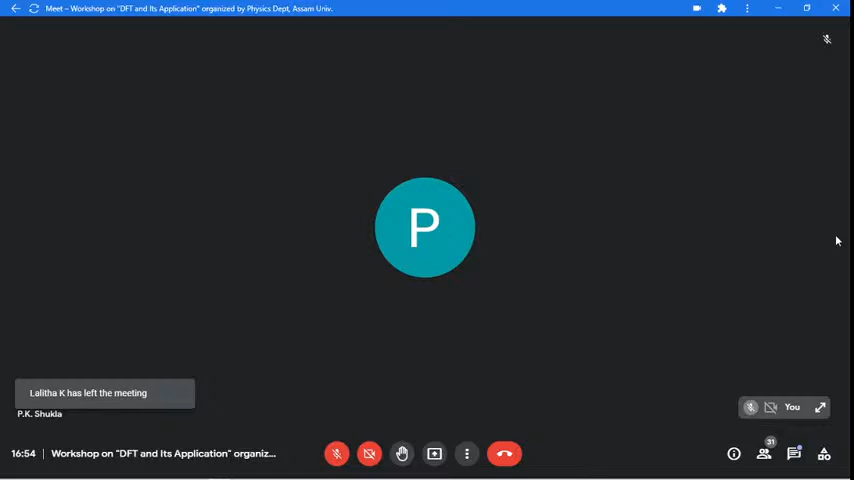 Meet – Workshop on "DFT and Its Application" organized by Physics Dept, Assam Univ.
P
Lalitha K has left the meeting
P.K. Shukla
You
31
16:54 | Workshop on "DFT and Its Application" organiz...